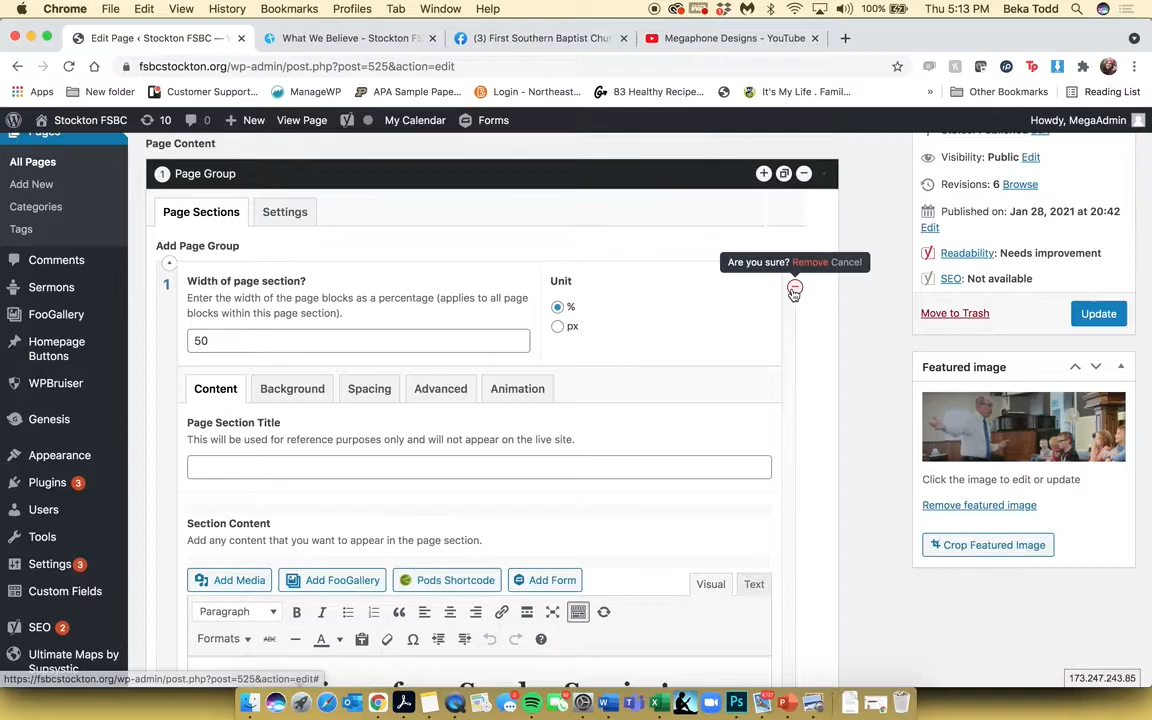 Chrome File Edit View History Bookmarks Profiles Tab Window Help 100% Thu 5:13 PM Beka Todd
Edit Page ‹ Stockton FSBC — W What We Believe - Stockton FS (3) First Southern Baptist Chur Megaphone Designs - YouTube
fsbcstockton.org/wp-admin/post.php?post=525&action=edit
Apps New folder Customer Support... ManageWP APA Sample Pape... Login - Northeast... 83 Healthy Recipe... It's My Life . Famil... » Other Bookmarks Reading List
Stockton FSBC 10 0 New View Page My Calendar Forms Howdy, MegaAdmin
Pages
All Pages
Add New
Categories
Tags
Comments
Sermons
FooGallery
Homepage
Buttons
WPBruiser
Genesis
Appearance
Plugins 3
Users
Tools
Settings 3
Custom Fields
SEO 2
Ultimate Maps by
Supsystic
Page Content
1 Page Group
Page Sections Settings
Add Page Group
Are you sure? Remove Cancel
1 Width of page section? Unit
Enter the width of the page blocks as a percentage (applies to all page
blocks within this page section).
%
px
50
Content Background Spacing Advanced Animation
Page Section Title
This will be used for reference purposes only and will not appear on the live site.
Section Content
Add any content that you want to appear in the page section.
Add Media Add FooGallery Pods Shortcode Add Form Visual Text
Paragraph B I
Formats ABC A Ω
Visibility: Public Edit
Revisions: 6 Browse
Published on: Jan 28, 2021 at 20:42
Edit
Readability: Needs improvement
SEO: Not available
Move to Trash Update
Featured image
Click the image to edit or update
Remove featured image
Crop Featured Image
https://fsbcstockton.org/wp-admin/post.php?post=525&action=edit#
173.247.243.85